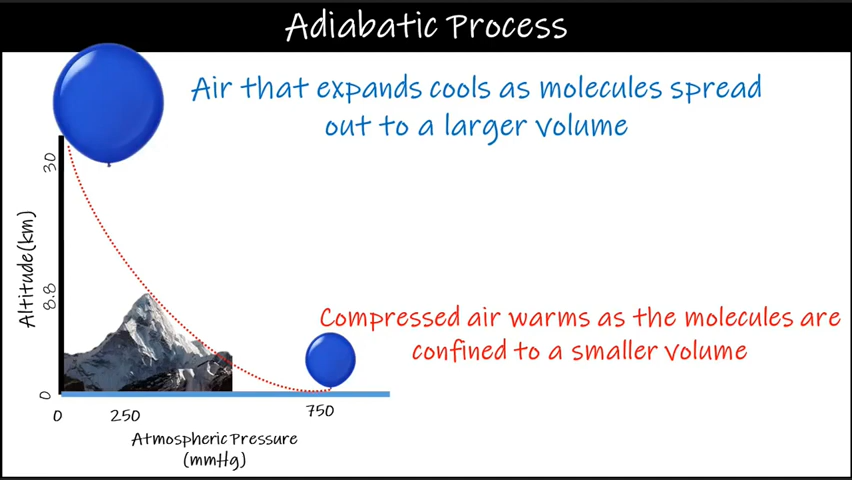 Adiabatic Process
Air that expands cools as molecules spread
out to a larger volume
30
Altitude(km)
8.8
Compressed air warms as the molecules are
confined to a smaller volume
0
0
250
750
Atmospheric Pressure
(mmHg)